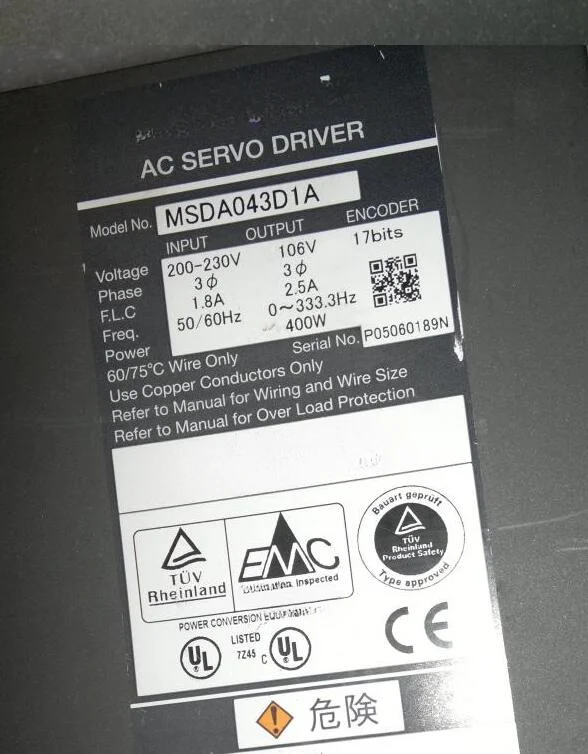 AC SERVO DRIVER
Model No. MSDA043D1A
INPUT OUTPUT ENCODER
Voltage 200-230V 106V 17bits
Phase 3ϕ 3ϕ
F.L.C 1.8A 2.5A
Freq. 50/60Hz 0~333.3Hz
Power 400W
Serial No. P05060189N
60/75°C Wire Only
Use Copper Conductors Only
Refer to Manual for Wiring and Wire Size
Refer to Manual for Over Load Protection
TÜV
Rheinland
EMC
Inspected
Bauart geprüft
TÜV
Rheinland
Product Safety
Type approved
POWER CONVERSION
UL LISTED 7Z45 C UL
CE
危険